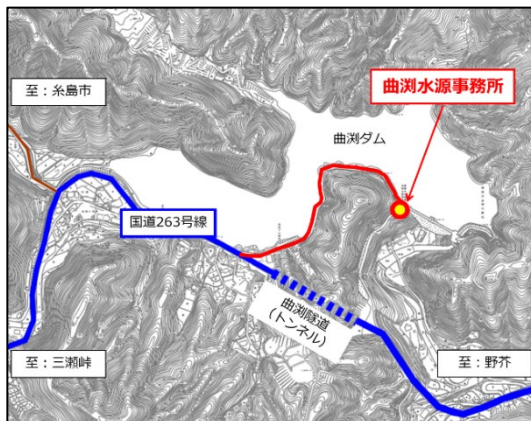 至：糸島市
曲渕水源事務所
曲渕ダム
国道263号線
曲渕隧道
(トンネル)
至：三瀬峠
至：野芥